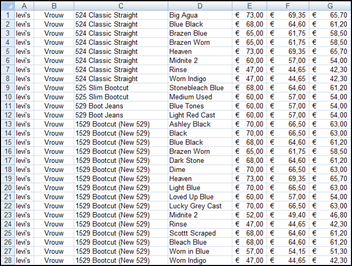 A B C D E F G
1 levi's Vrouw 524 Classic Straight Big Agua € 73,00 € 69,35 € 65,70
2 levi's Vrouw 524 Classic Straight Blue Black € 68,00 € 64,60 € 61,20
3 levi's Vrouw 524 Classic Straight Brazen Blue € 65,00 € 61,75 € 58,50
4 levi's Vrouw 524 Classic Straight Brazen Worn € 65,00 € 61,75 € 58,50
5 levi's Vrouw 524 Classic Straight Heaven € 73,00 € 69,35 € 65,70
6 levi's Vrouw 524 Classic Straight Midnite 2 € 60,00 € 57,00 € 54,00
7 levi's Vrouw 524 Classic Straight Rinse € 47,00 € 44,65 € 42,30
8 levi's Vrouw 524 Classic Straight Worn Indigo € 47,00 € 44,65 € 42,30
9 levi's Vrouw 525 Slim Bootcut Stonebleach Blue € 68,00 € 64,60 € 61,20
10 levi's Vrouw 525 Slim Bootcut Medium Used € 60,00 € 57,00 € 54,00
11 levi's Vrouw 529 Boot Jeans Blue Tones € 60,00 € 57,00 € 54,00
12 levi's Vrouw 529 Boot Jeans Light Red Cast € 60,00 € 57,00 € 54,00
13 levi's Vrouw 1529 Bootcut (New 529) Ashley Black € 70,00 € 66,50 € 63,00
14 levi's Vrouw 1529 Bootcut (New 529) Black € 70,00 € 66,50 € 63,00
15 levi's Vrouw 1529 Bootcut (New 529) Blue Black € 68,00 € 64,60 € 61,20
16 levi's Vrouw 1529 Bootcut (New 529) Brazen Worn € 65,00 € 61,75 € 58,50
17 levi's Vrouw 1529 Bootcut (New 529) Dark Stone € 68,00 € 64,60 € 61,20
18 levi's Vrouw 1529 Bootcut (New 529) Dime € 70,00 € 66,50 € 63,00
19 levi's Vrouw 1529 Bootcut (New 529) Heaven € 73,00 € 69,35 € 65,70
20 levi's Vrouw 1529 Bootcut (New 529) Light Blue € 70,00 € 66,50 € 63,00
21 levi's Vrouw 1529 Bootcut (New 529) Loved Up Blue € 60,00 € 57,00 € 54,00
22 levi's Vrouw 1529 Bootcut (New 529) Lucky Grey Cast € 70,00 € 66,50 € 63,00
23 levi's Vrouw 1529 Bootcut (New 529) Midnite 2 € 52,00 € 49,40 € 46,80
24 levi's Vrouw 1529 Bootcut (New 529) Rinse € 47,00 € 44,65 € 42,30
25 levi's Vrouw 1529 Bootcut (New 529) Scottt Scraped € 68,00 € 64,60 € 61,20
26 levi's Vrouw 1529 Bootcut (New 529) Bleach Blue € 68,00 € 64,60 € 61,20
27 levi's Vrouw 1529 Bootcut (New 529) Worn in Blue € 57,00 € 54,15 € 51,30
28 levi's Vrouw 1529 Bootcut (New 529) Worn Indigo € 47,00 € 44,65 € 42,30